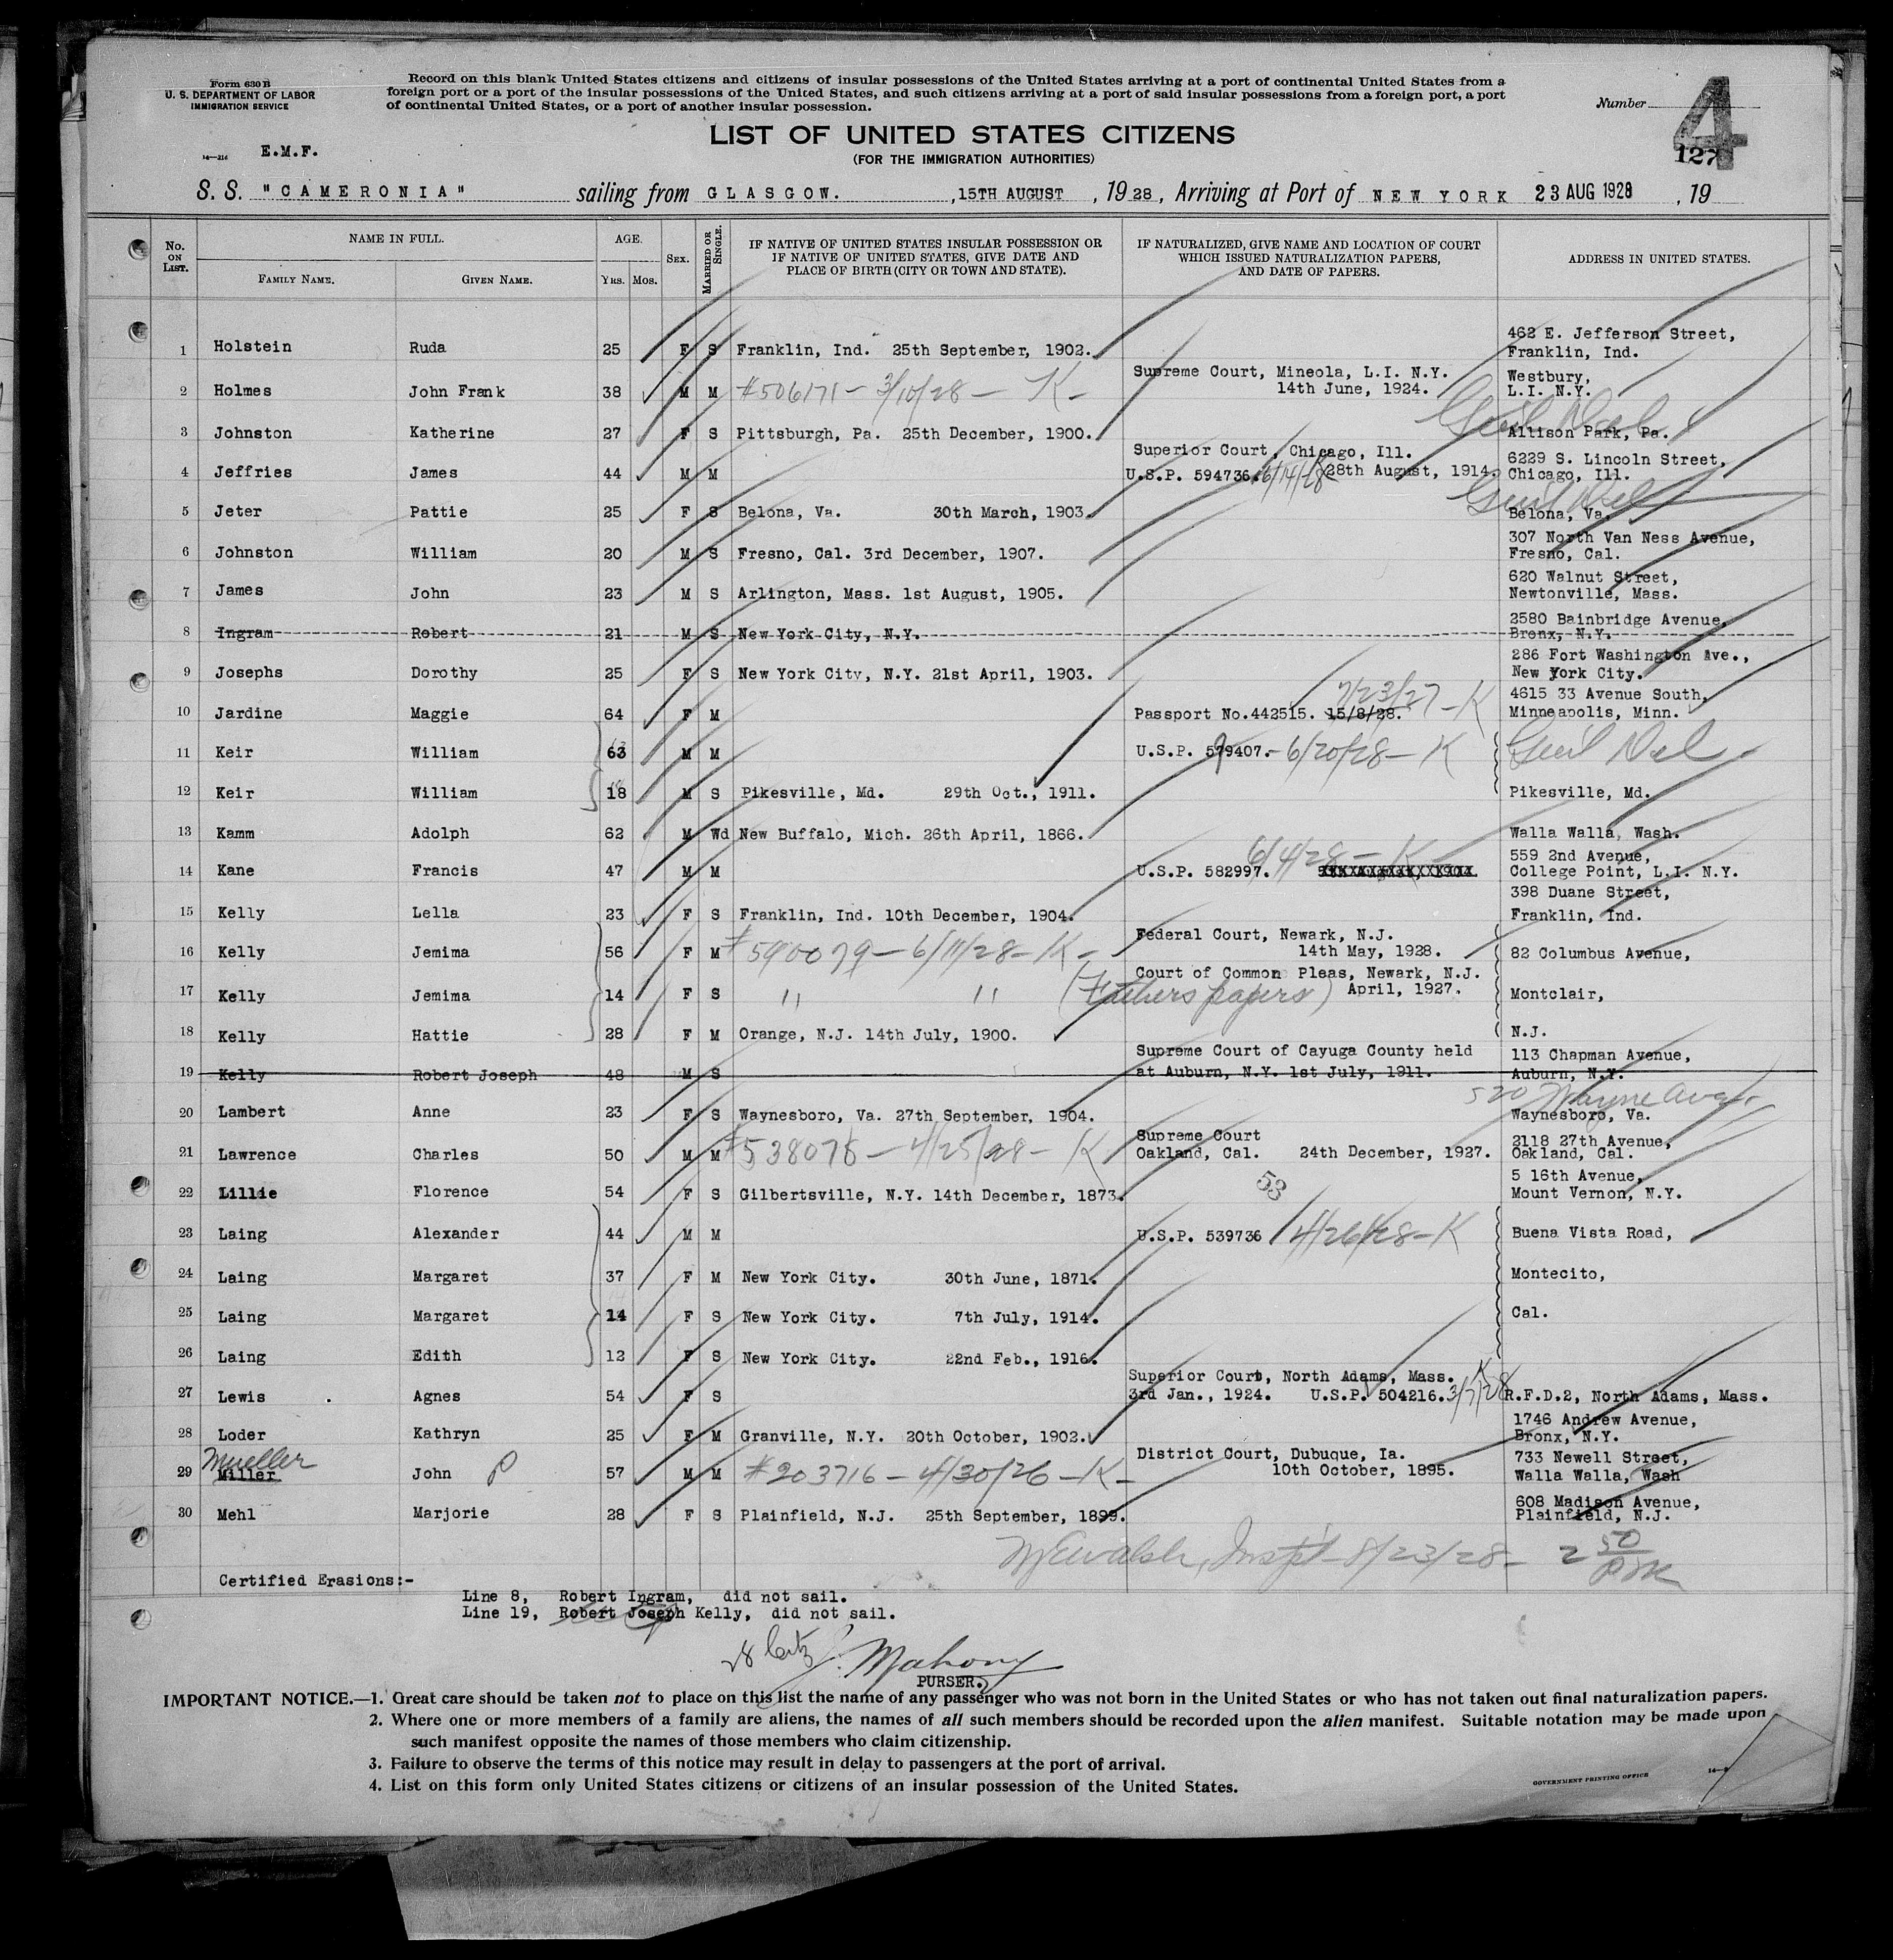 Form 630 B
U. S. DEPARTMENT OF LABOR
IMMIGRATION SERVICE
Record on this blank United States citizens and citizens of insular possessions of the United States arriving at a port of continental United States from a
foreign port or a port of the insular possessions of the United States, and such citizens arriving at a port of said insular possessions from a foreign port, a port
of continental United States, or a port of another insular possession.
Number 4
127
LIST OF UNITED STATES CITIZENS
(FOR THE IMMIGRATION AUTHORITIES)
14—214 E.M.F.
S. S. "CAMERONIA" sailing from GLASGOW. ,15TH AUGUST , 1928, Arriving at Port of NEW YORK 23 AUG 1928 , 19
No. ON LIST. NAME IN FULL. FAMILY NAME. GIVEN NAME. AGE. YRS. MOS. SEX. MARRIED OR SINGLE.
IF NATIVE OF UNITED STATES INSULAR POSSESSION OR
IF NATIVE OF UNITED STATES, GIVE DATE AND
PLACE OF BIRTH (CITY OR TOWN AND STATE).
IF NATURALIZED, GIVE NAME AND LOCATION OF COURT
WHICH ISSUED NATURALIZATION PAPERS,
AND DATE OF PAPERS.
ADDRESS IN UNITED STATES.
462 E. Jefferson Street,
1 Holstein Ruda 25 F S Franklin, Ind. 25th September, 1902. Franklin, Ind.
Supreme Court, Mineola, L.I. N.Y. Westbury,
2 Holmes John Frank 38 M M #506171 - 3/10/28 - K - 14th June, 1924. L.I. N.Y.
3 Johnston Katherine 27 F S Pittsburgh, Pa. 25th December, 1900. Allison Park, Pa.
Superior Court, Chicago, Ill. 6229 S. Lincoln Street,
4 Jeffries James 44 M M U.S.P. 594736. 6/14/28 K 28th August, 1914. Chicago, Ill.
5 Jeter Pattie 25 F S Belona, Va. 30th March, 1903. Belona, Va.
307 North Van Ness Avenue,
6 Johnston William 20 M S Fresno, Cal. 3rd December, 1907. Fresno, Cal.
620 Walnut Street,
7 James John 23 M S Arlington, Mass. 1st August, 1905. Newtonville, Mass.
2580 Bainbridge Avenue,
8 Ingram Robert 21 M S New York City, N.Y. Bronx, N.Y.
286 Fort Washington Ave.,
9 Josephs Dorothy 25 F S New York City, N.Y. 21st April, 1903. New York City.
7/23/27 - K 4615 33 Avenue South,
10 Jardine Maggie 64 F M Passport No.442515. 15/8/28. Minneapolis, Minn.
11 Keir William 63 M M U.S.P. 579407. - 6/20/28 - K
12 Keir William 18 M S Pikesville, Md. 29th Oct., 1911. Pikesville, Md.
13 Kamm Adolph 62 M Wd New Buffalo, Mich. 26th April, 1866. Walla Walla, Wash.
6/4/28 - K - 559 2nd Avenue,
14 Kane Francis 47 M M U.S.P. 582997. College Point, L.I. N.Y.
398 Duane Street,
15 Kelly Lella 23 F S Franklin, Ind. 10th December, 1904. Franklin, Ind.
Federal Court, Newark, N.J.
16 Kelly Jemima 56 F M #590079 - 6/11/28 - K - 14th May, 1928. 82 Columbus Avenue,
Court of Common Pleas, Newark, N.J.
17 Kelly Jemima 14 F S " " (Fathers papers) April, 1927. Montclair,
18 Kelly Hattie 28 F M Orange, N.J. 14th July, 1900. N.J.
Supreme Court of Cayuga County held 113 Chapman Avenue,
19 Kelly Robert Joseph 48 M S at Auburn, N.Y. 1st July, 1911. Auburn, N.Y.
520 Wayne Ave
20 Lambert Anne 23 F S Waynesboro, Va. 27th September, 1904. Waynesboro, Va.
Supreme Court 2118 27th Avenue,
21 Lawrence Charles 50 M M #538078 - 4/25/28 - K Oakland, Cal. 24th December, 1927. Oakland, Cal.
5 16th Avenue,
22 Lillie Florence 54 F S Gilbertsville, N.Y. 14th December, 1873. 58 Mount Vernon, N.Y.
23 Laing Alexander 44 M M U.S.P. 539736 / 4/26/28 - K Buena Vista Road,
24 Laing Margaret 37 F M New York City. 30th June, 1871. Montecito,
25 Laing Margaret 14 F S New York City. 7th July, 1914. Cal.
26 Laing Edith 12 F S New York City. 22nd Feb., 1916.
Superior Court, North Adams, Mass. K
27 Lewis Agnes 54 F S 3rd Jan., 1924. U.S.P. 504216. 3/7/28 R.F.D.2, North Adams, Mass.
1746 Andrew Avenue,
28 Loder Kathryn 25 F M Granville, N.Y. 20th October, 1902. Bronx, N.Y.
Mueller District Court, Dubuque, Ia. 733 Newell Street,
29 Miller John P 57 M M #203716 - 4/30/26 - K - 10th October, 1895. Walla Walla, Wash
608 Madison Avenue,
30 Mehl Marjorie 28 F S Plainfield, N.J. 25th September, 1899. Plainfield, N.J.
Walsh, Inspt - 8/23/28 - 2 50
Certified Erasions:-
Line 8, Robert Ingram, did not sail.
Line 19, Robert Joseph Kelly, did not sail.
28 Citz J. Mahony
PURSER.
IMPORTANT NOTICE.—1. Great care should be taken not to place on this list the name of any passenger who was not born in the United States or who has not taken out final naturalization papers.
2. Where one or more members of a family are aliens, the names of all such members should be recorded upon the alien manifest. Suitable notation may be made upon
such manifest opposite the names of those members who claim citizenship.
3. Failure to observe the terms of this notice may result in delay to passengers at the port of arrival.
4. List on this form only United States citizens or citizens of an insular possession of the United States.
GOVERNMENT PRINTING OFFICE